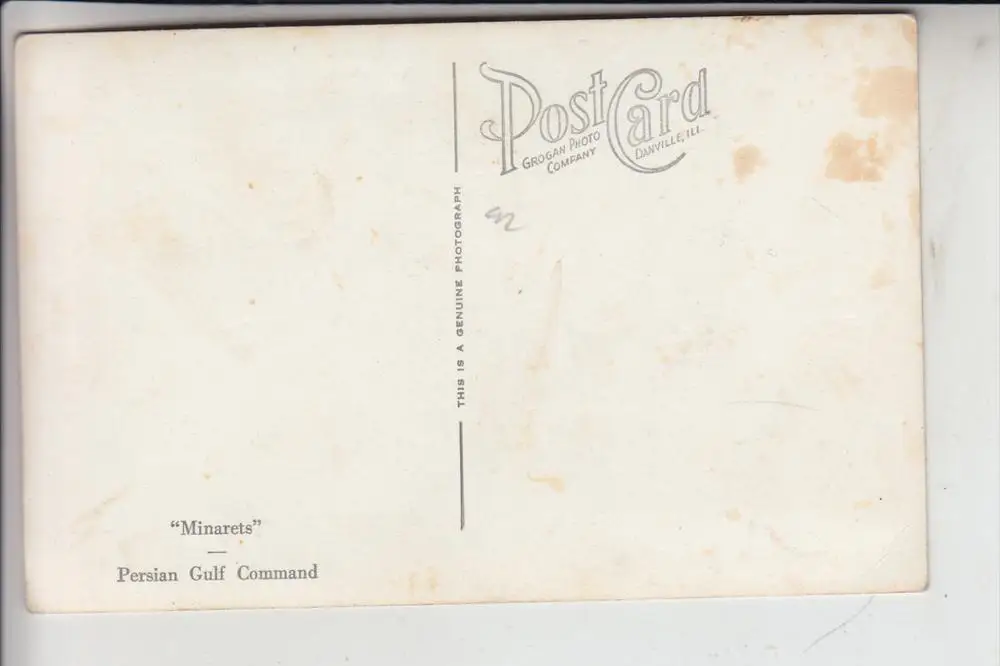 Post Card
GROGAN PHOTO
COMPANY
DANVILLE, ILL.
THIS IS A GENUINE PHOTOGRAPH
“Minarets”
Persian Gulf Command